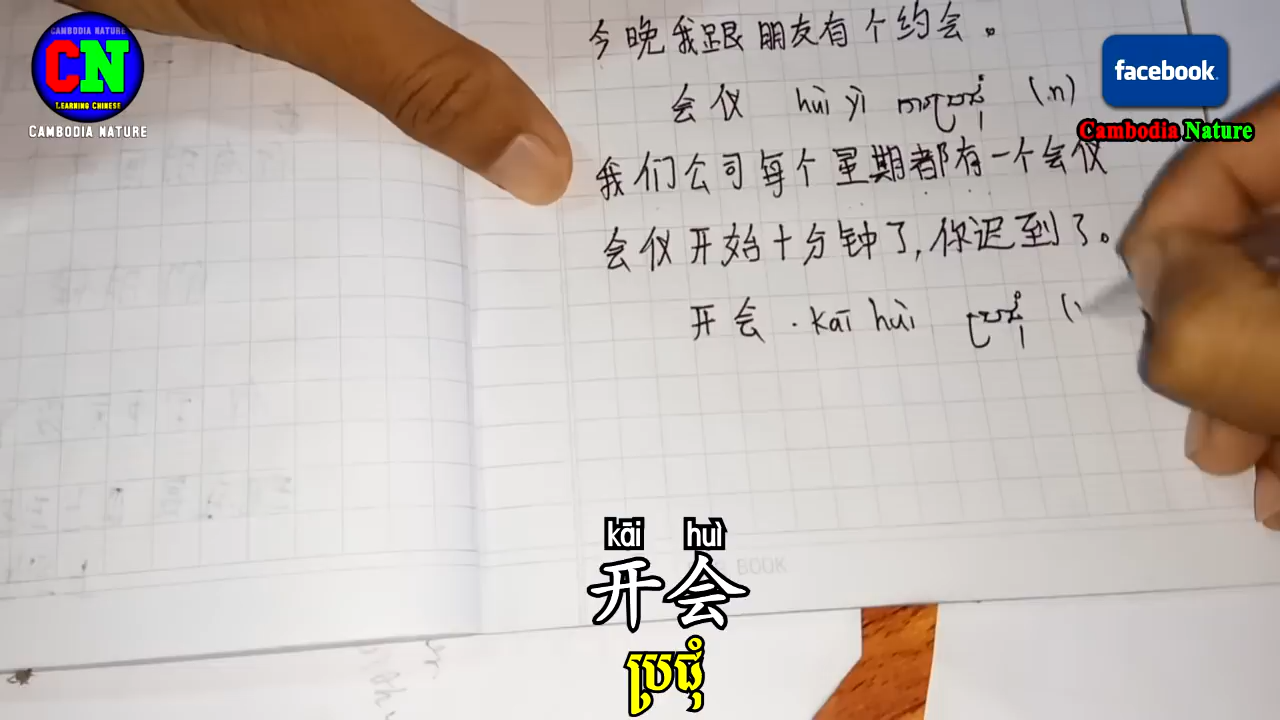 CAMBODIA NATURE
CN
LEARNING CHINESE
CAMBODIA NATURE
facebook
Cambodia Nature
今晚我跟朋友有个约会。
会仪 huì yì ការប្រជុំ (n)
我们公司每个星期都有一个会仪
会仪开始十分钟了,你迟到了。
开会 . kāi huì ប្រជុំ (
BOOK
kāi huì
开会
ប្រជុំ